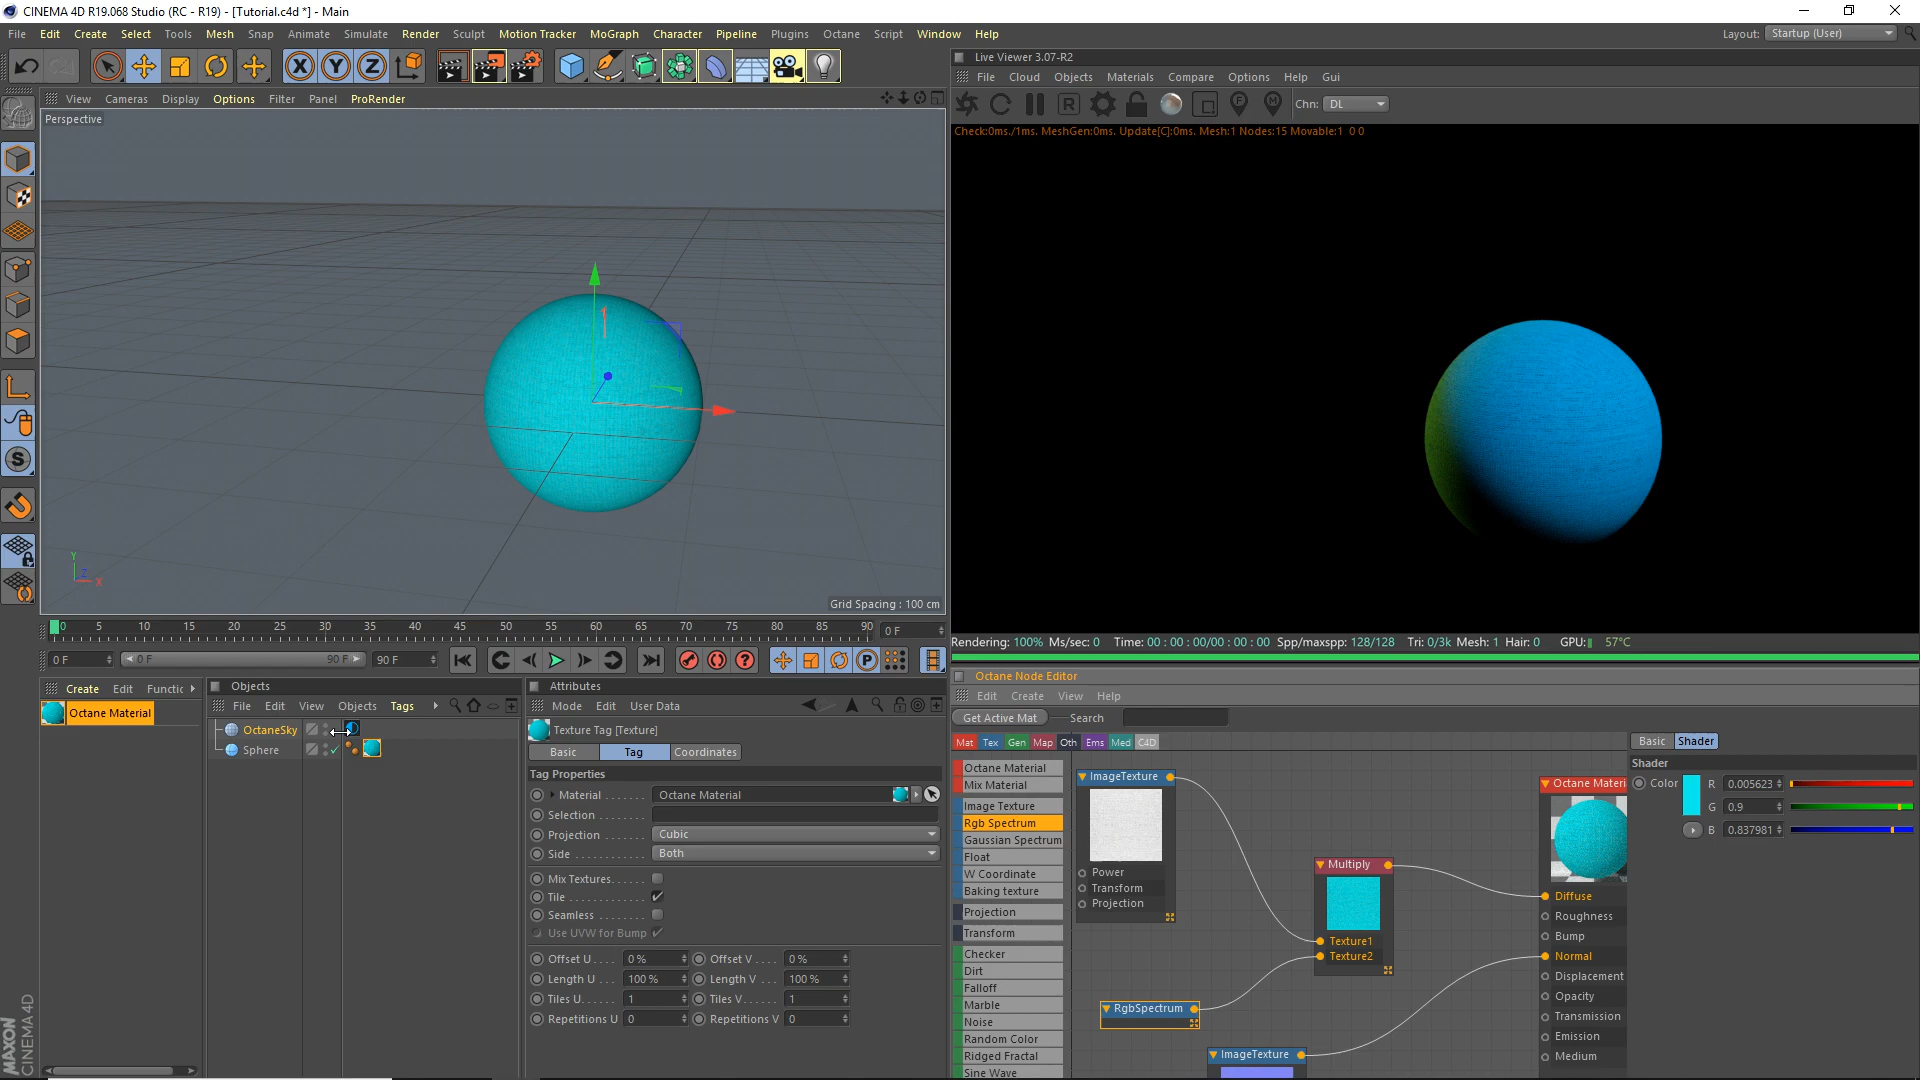 CINEMA 4D R19.068 Studio (RC - R19) - [Tutorial.c4d *] - Main
File Edit Create Select Tools Mesh Snap Animate Simulate Render Sculpt Motion Tracker MoGraph Character Pipeline Plugins Octane Script Window Help
Layout: Startup (User)
Live Viewer 3.07-R2
File Cloud Objects Materials Compare Options Help Gui
Chn: DL
Check:0ms./1ms. MeshGen:0ms. Update[C]:0ms. Mesh:1 Nodes:15 Movable:1 0 0
View Cameras Display Options Filter Panel ProRender
Perspective
Y
Z
X
Grid Spacing : 100 cm
0 5 10 15 20 25 30 35 40 45 50 55 60 65 70 75 80 85 90
0 F
0 F 0 F 90 F 90 F
Rendering: 100% Ms/sec: 0 Time: 00 : 00 : 00/00 : 00 : 00 Spp/maxspp: 128/128 Tri: 0/3k Mesh: 1 Hair: 0 GPU: 57°C
Create Edit Functic
Octane Material
Objects
File Edit View Objects Tags
OctaneSky
Sphere
Attributes
Mode Edit User Data
Texture Tag [Texture]
Basic Tag Coordinates
Tag Properties
Material Octane Material
Selection
Projection Cubic
Side Both
Mix Textures
Tile
Seamless
Use UVW for Bump
Offset U 0 % Offset V 0 %
Length U 100 % Length V 100 %
Tiles U 1 Tiles V 1
Repetitions U 0 Repetitions V 0
MAXON
CINEMA 4D
Octane Node Editor
Edit Create View Help
Get Active Mat Search
Mat Tex Gen Map Oth Ems Med C4D
Octane Material
Mix Material
Image Texture
Rgb Spectrum
Gaussian Spectrum
Float
W Coordinate
Baking texture
Projection
Transform
Checker
Dirt
Falloff
Marble
Noise
Random Color
Ridged Fractal
Sine Wave
ImageTexture
Power
Transform
Projection
RgbSpectrum
ImageTexture
Multiply
Texture1
Texture2
Octane Materi
Diffuse
Roughness
Bump
Normal
Displacement
Opacity
Transmission
Emission
Medium
Basic Shader
Shader
Color R 0.005623
G 0.9
B 0.837981